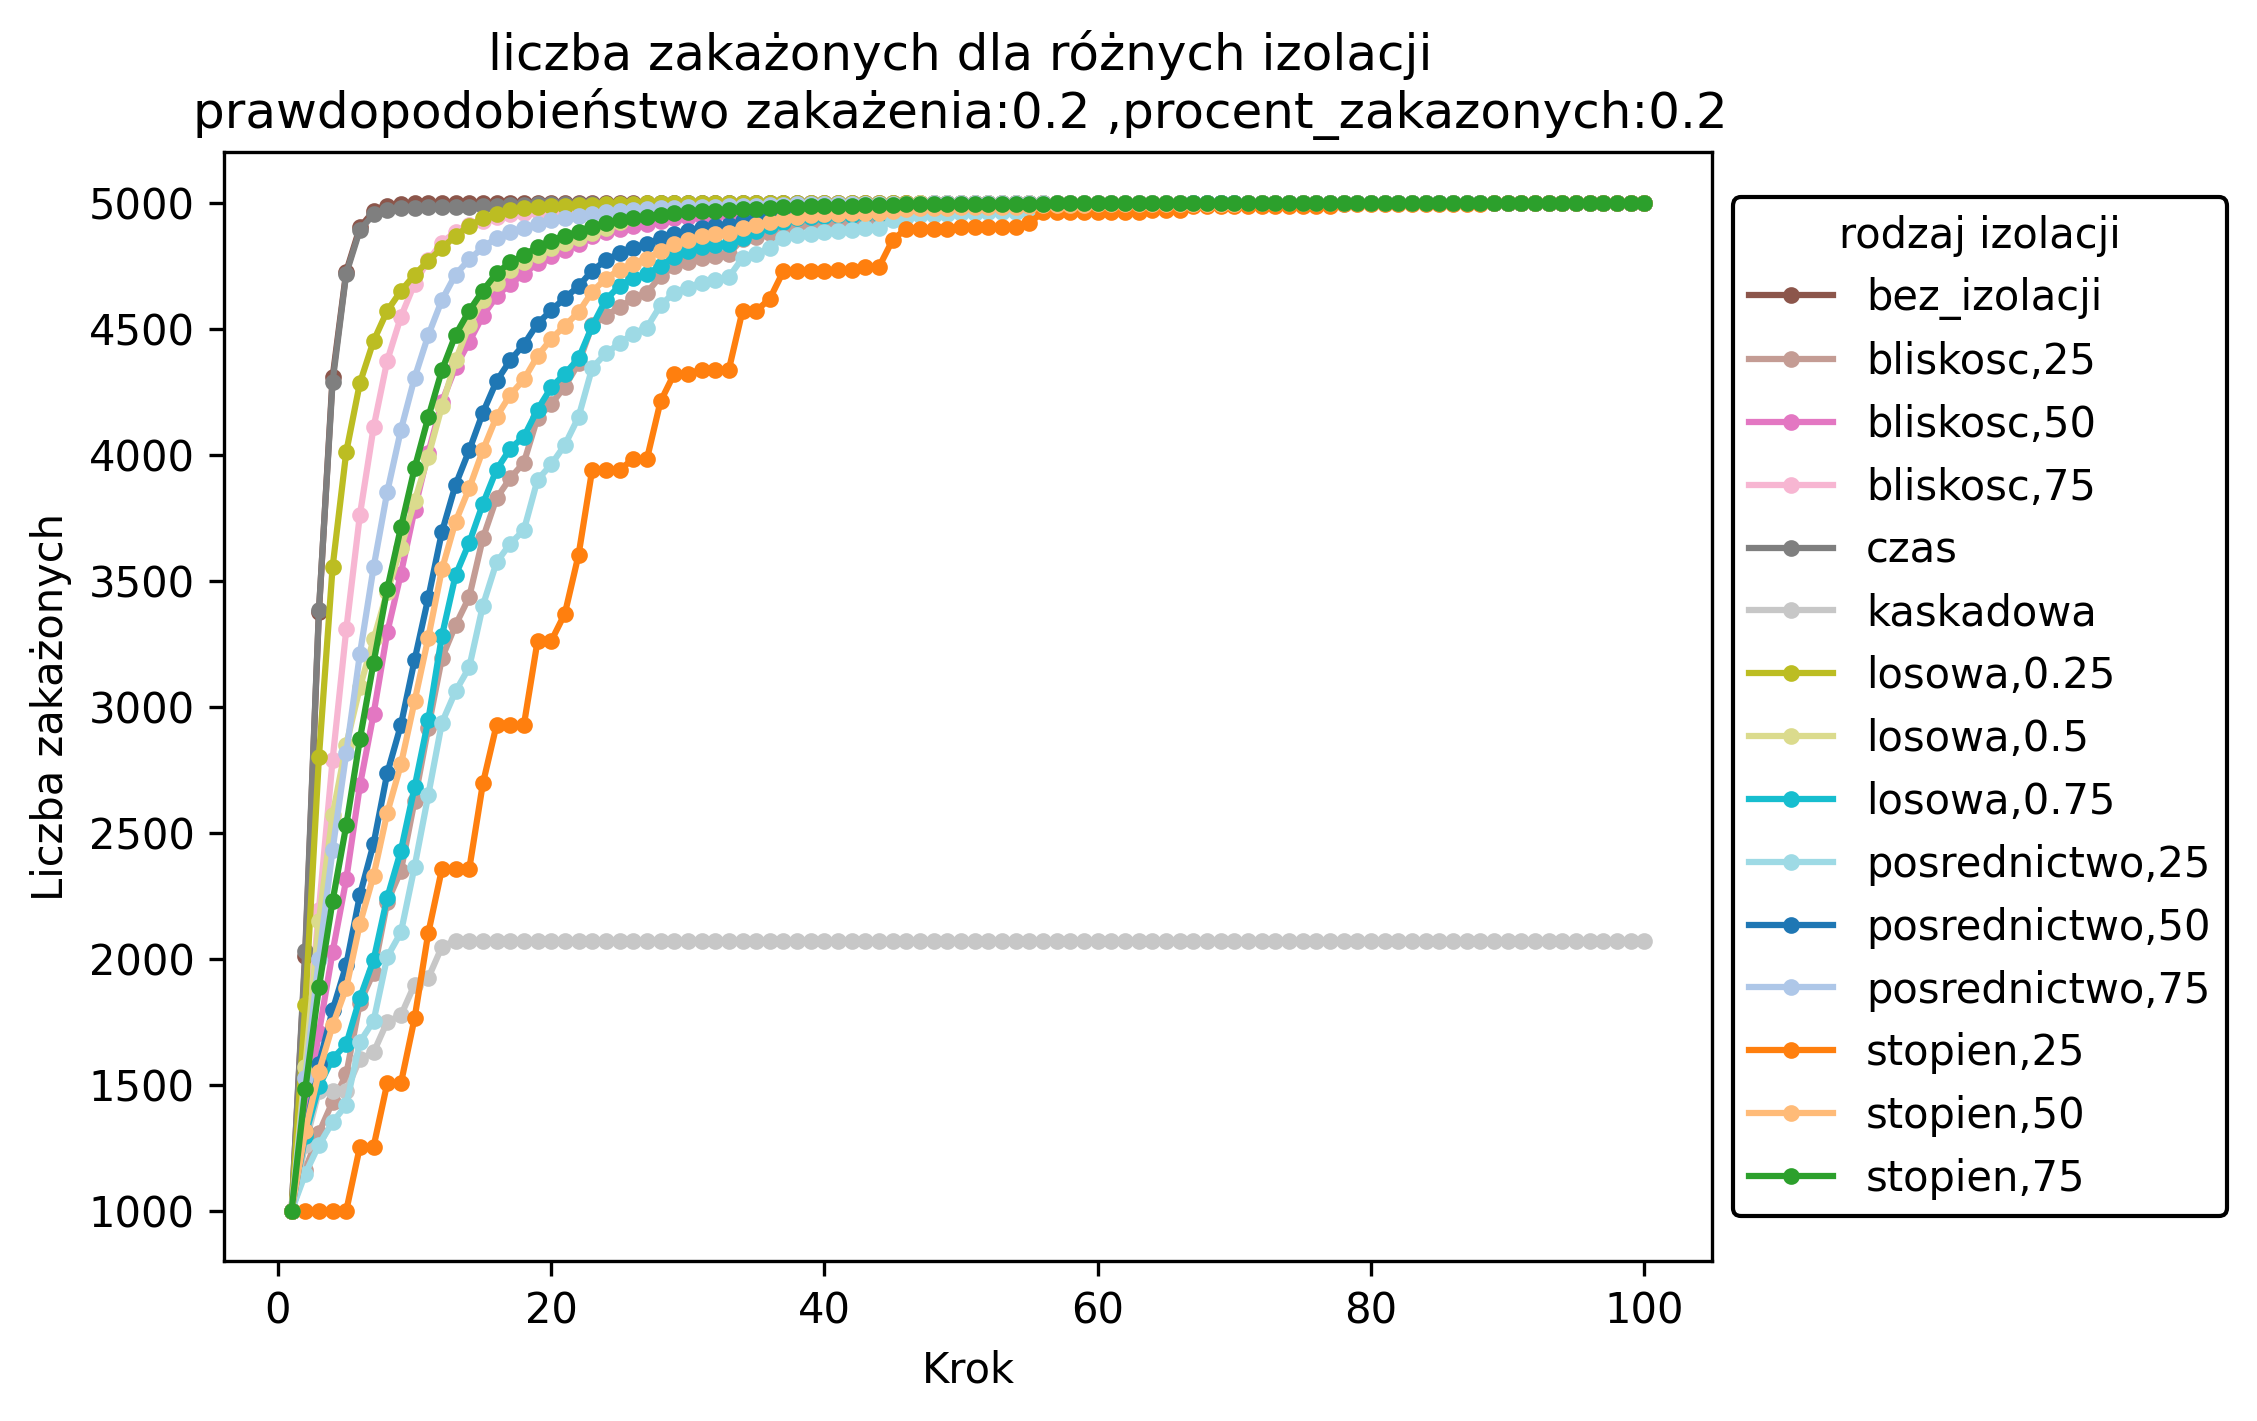 liczba zakażonych dla różnych izolacji
prawdopodobieństwo zakażenia:0.2 ,procent_zakazonych:0.2
Liczba zakażonych
5000
4500
4000
3500
3000
2500
2000
1500
1000
0
20
40
60
80
100
Krok
rodzaj izolacji
bez_izolacji
bliskosc,25
bliskosc,50
bliskosc,75
czas
kaskadowa
losowa,0.25
losowa,0.5
losowa,0.75
posrednictwo,25
posrednictwo,50
posrednictwo,75
stopien,25
stopien,50
stopien,75